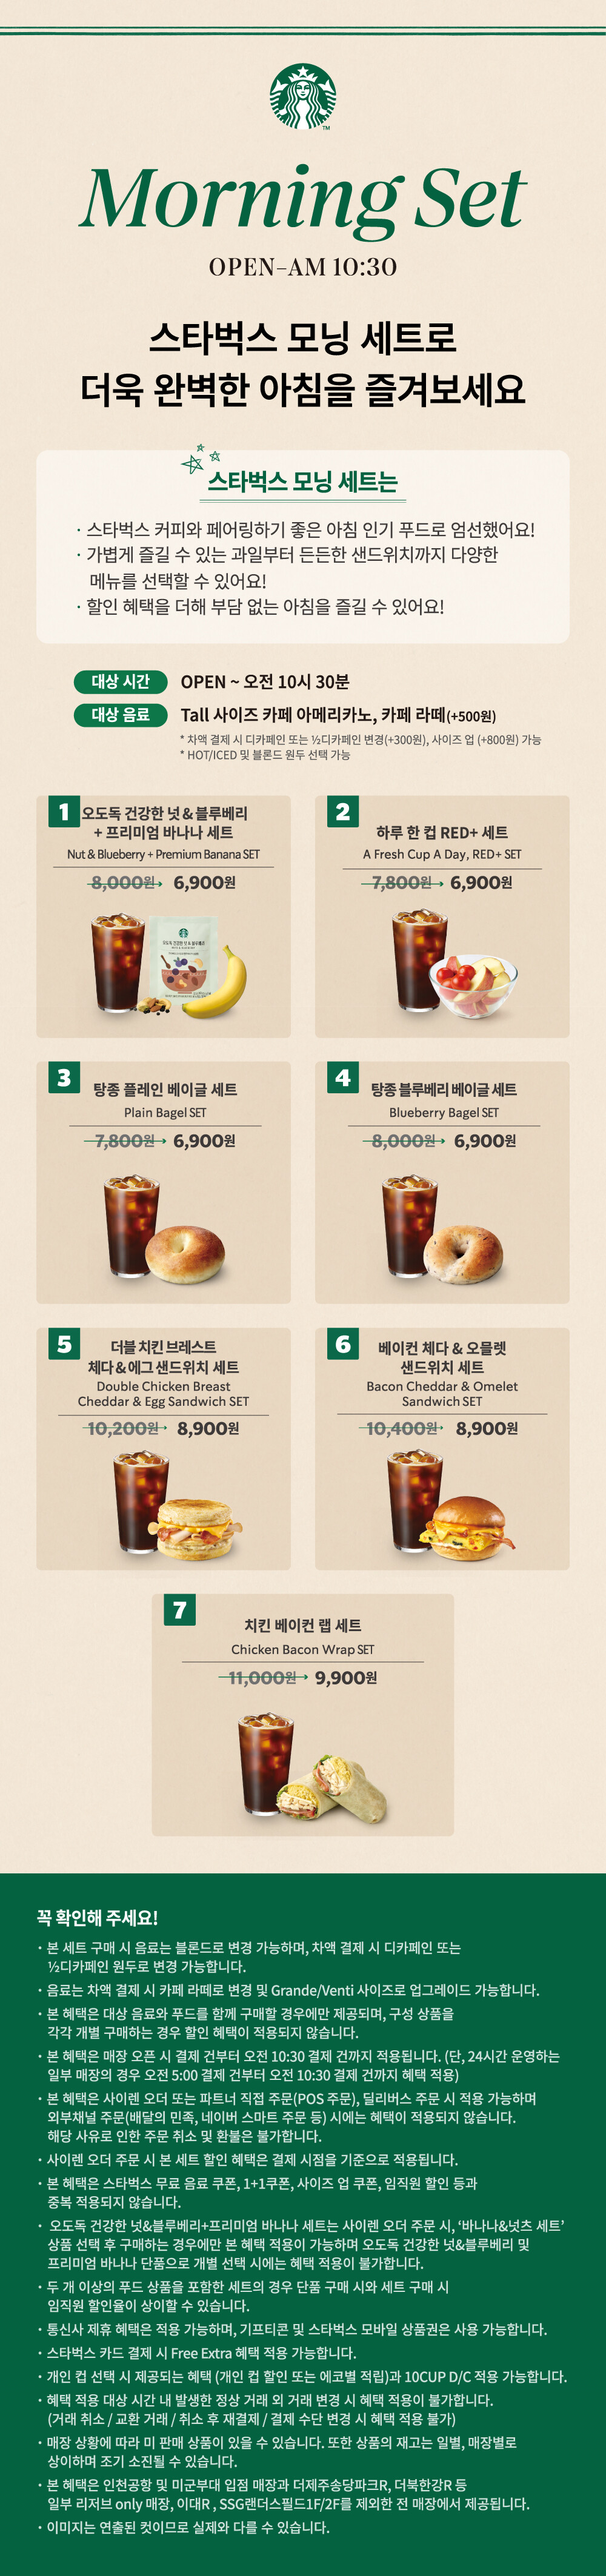 TM
Morning Set
OPEN–AM 10:30
스타벅스 모닝 세트로
더욱 완벽한 아침을 즐겨보세요
스타벅스 모닝 세트는
· 스타벅스 커피와 페어링하기 좋은 아침 인기 푸드로 엄선했어요!
· 가볍게 즐길 수 있는 과일부터 든든한 샌드위치까지 다양한
메뉴를 선택할 수 있어요!
· 할인 혜택을 더해 부담 없는 아침을 즐길 수 있어요!
대상 시간 OPEN ~ 오전 10시 30분
대상 음료 Tall 사이즈 카페 아메리카노, 카페 라떼(+500원)
* 차액 결제 시 디카페인 또는 ½디카페인 변경(+300원), 사이즈 업 (+800원) 가능
* HOT/ICED 및 블론드 원두 선택 가능
1 오도독 건강한 넛 & 블루베리
+ 프리미엄 바나나 세트
Nut & Blueberry + Premium Banana SET
8,000원 6,900원
오도독 건강한 넛 & 블루베리
2
하루 한 컵 RED+ 세트
A Fresh Cup A Day, RED+ SET
7,800원 6,900원
3
탕종 플레인 베이글 세트
Plain Bagel SET
7,800원 6,900원
4
탕종 블루베리 베이글 세트
Blueberry Bagel SET
8,000원 6,900원
5
더블 치킨 브레스트
체다 & 에그 샌드위치 세트
Double Chicken Breast
Cheddar & Egg Sandwich SET
10,200원 8,900원
6
베이컨 체다 & 오믈렛
샌드위치 세트
Bacon Cheddar & Omelet
Sandwich SET
10,400원 8,900원
7
치킨 베이컨 랩 세트
Chicken Bacon Wrap SET
11,000원 9,900원
꼭 확인해 주세요!
· 본 세트 구매 시 음료는 블론드로 변경 가능하며, 차액 결제 시 디카페인 또는
½디카페인 원두로 변경 가능합니다.
· 음료는 차액 결제 시 카페 라떼로 변경 및 Grande/Venti 사이즈로 업그레이드 가능합니다.
· 본 혜택은 대상 음료와 푸드를 함께 구매할 경우에만 제공되며, 구성 상품을
각각 개별 구매하는 경우 할인 혜택이 적용되지 않습니다.
· 본 혜택은 매장 오픈 시 결제 건부터 오전 10:30 결제 건까지 적용됩니다. (단, 24시간 운영하는
일부 매장의 경우 오전 5:00 결제 건부터 오전 10:30 결제 건까지 혜택 적용)
· 본 혜택은 사이렌 오더 또는 파트너 직접 주문(POS 주문), 딜리버스 주문 시 적용 가능하며
외부채널 주문(배달의 민족, 네이버 스마트 주문 등) 시에는 혜택이 적용되지 않습니다.
해당 사유로 인한 주문 취소 및 환불은 불가합니다.
· 사이렌 오더 주문 시 본 세트 할인 혜택은 결제 시점을 기준으로 적용됩니다.
· 본 혜택은 스타벅스 무료 음료 쿠폰, 1+1쿠폰, 사이즈 업 쿠폰, 임직원 할인 등과
중복 적용되지 않습니다.
· 오도독 건강한 넛&블루베리+프리미엄 바나나 세트는 사이렌 오더 주문 시, ‘바나나&넛츠 세트’
상품 선택 후 구매하는 경우에만 본 혜택 적용이 가능하며 오도독 건강한 넛&블루베리 및
프리미엄 바나나 단품으로 개별 선택 시에는 혜택 적용이 불가합니다.
· 두 개 이상의 푸드 상품을 포함한 세트의 경우 단품 구매 시와 세트 구매 시
임직원 할인율이 상이할 수 있습니다.
· 통신사 제휴 혜택은 적용 가능하며, 기프티콘 및 스타벅스 모바일 상품권은 사용 가능합니다.
· 스타벅스 카드 결제 시 Free Extra 혜택 적용 가능합니다.
· 개인 컵 선택 시 제공되는 혜택 (개인 컵 할인 또는 에코별 적립)과 10CUP D/C 적용 가능합니다.
· 혜택 적용 대상 시간 내 발생한 정상 거래 외 거래 변경 시 혜택 적용이 불가합니다.
(거래 취소 / 교환 거래 / 취소 후 재결제 / 결제 수단 변경 시 혜택 적용 불가)
· 매장 상황에 따라 미 판매 상품이 있을 수 있습니다. 또한 상품의 재고는 일별, 매장별로
상이하며 조기 소진될 수 있습니다.
· 본 혜택은 인천공항 및 미군부대 입점 매장과 더제주송당파크R, 더북한강R 등
일부 리저브 only 매장, 이대R , SSG랜더스필드1F/2F를 제외한 전 매장에서 제공됩니다.
· 이미지는 연출된 컷이므로 실제와 다를 수 있습니다.